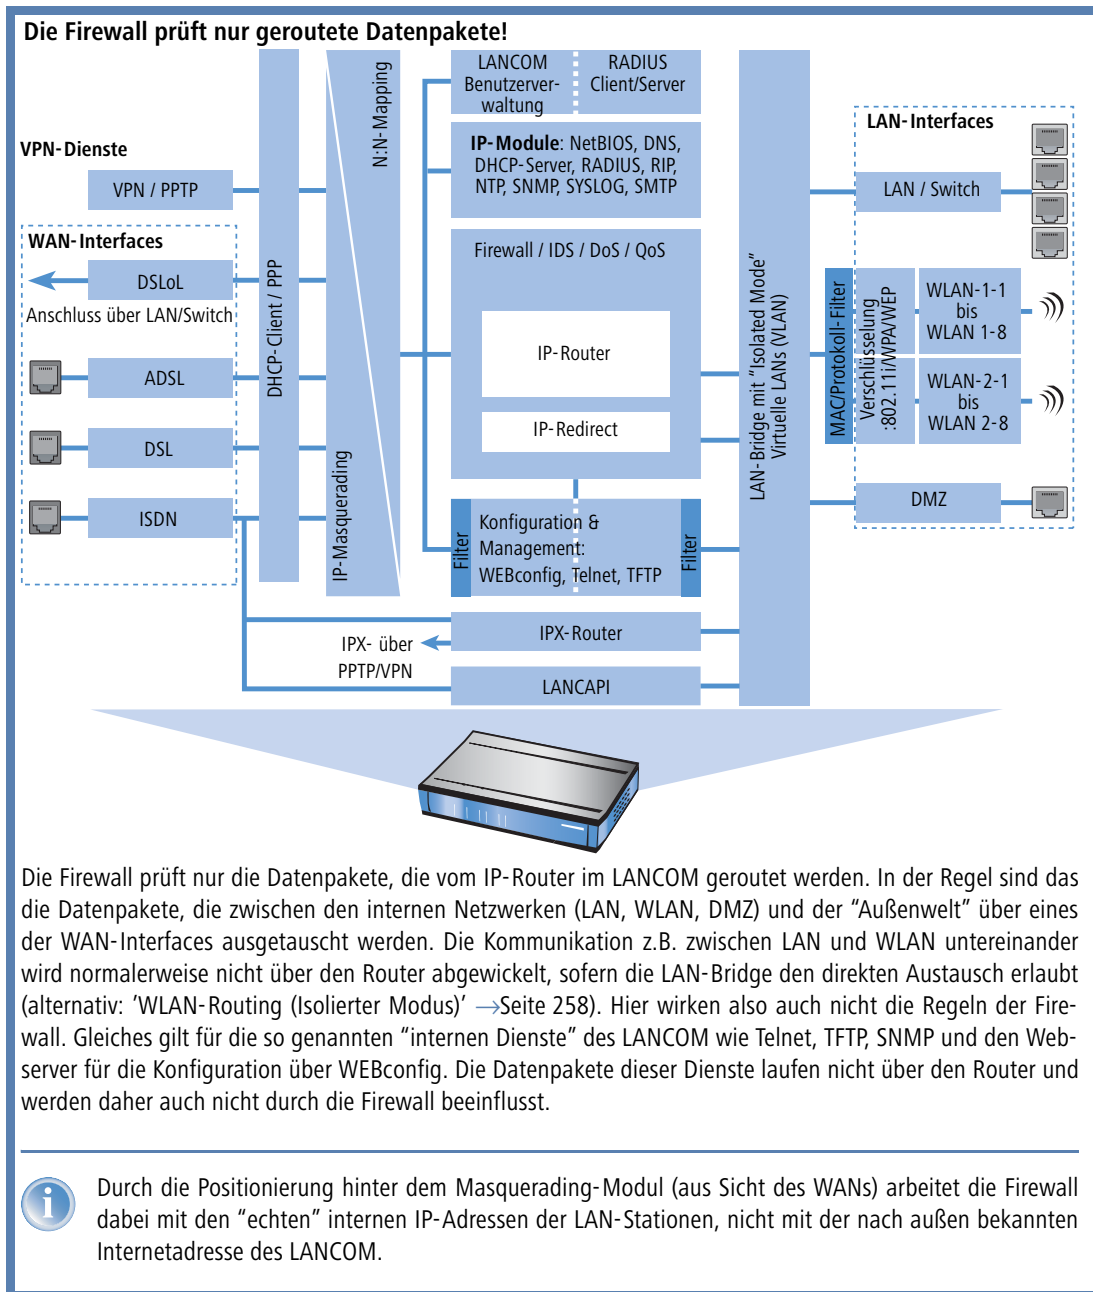 Die Firewall prüft nur geroutete Datenpakete!
LANCOM
Benutzerver-
waltung
RADIUS
Client/Server
N:N-Mapping
IP-Module: NetBIOS, DNS,
DHCP-Server, RADIUS, RIP,
NTP, SNMP, SYSLOG, SMTP
LAN-Interfaces
VPN-Dienste
VPN / PPTP
LAN / Switch
WAN-Interfaces
DSLoL
Anschluss über LAN/Switch
ADSL
DSL
ISDN
DHCP-Client / PPP
IP-Masquerading
Firewall / IDS / DoS / QoS
IP-Router
IP-Redirect
LAN-Bridge mit “Isolated Mode”
Virtuelle LANs (VLAN)
MAC/Protokoll-Filter
Verschlüsselung
:802.11i/WPA/WEP
WLAN-1-1
bis
WLAN 1-8
WLAN-2-1
bis
WLAN 2-8
DMZ
Filter
Konfiguration &
Management:
WEBconfig, Telnet, TFTP
Filter
IPX- über
PPTP/VPN
IPX-Router
LANCAPI
Die Firewall prüft nur die Datenpakete, die vom IP-Router im LANCOM geroutet werden. In der Regel sind das
die Datenpakete, die zwischen den internen Netzwerken (LAN, WLAN, DMZ) und der “Außenwelt” über eines
der WAN-Interfaces ausgetauscht werden. Die Kommunikation z.B. zwischen LAN und WLAN untereinander
wird normalerweise nicht über den Router abgewickelt, sofern die LAN-Bridge den direkten Austausch erlaubt
(alternativ: ’WLAN-Routing (Isolierter Modus)’ →Seite 258). Hier wirken also auch nicht die Regeln der Fire-
wall. Gleiches gilt für die so genannten “internen Dienste” des LANCOM wie Telnet, TFTP, SNMP und den Web-
server für die Konfiguration über WEBconfig. Die Datenpakete dieser Dienste laufen nicht über den Router und
werden daher auch nicht durch die Firewall beeinflusst.
Durch die Positionierung hinter dem Masquerading-Modul (aus Sicht des WANs) arbeitet die Firewall
dabei mit den “echten” internen IP-Adressen der LAN-Stationen, nicht mit der nach außen bekannten
Internetadresse des LANCOM.